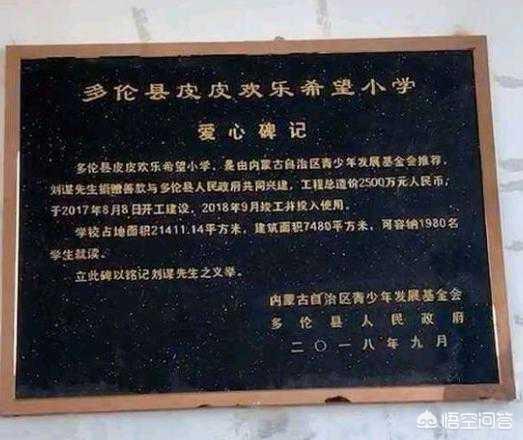 多伦县皮皮欢乐希望小学
爱心碑记
多伦县皮皮欢乐希望小学，是由内蒙古自治区青少年发展基金会推荐，
刘谋先生捐赠善款与多伦县人民政府共同兴建，工程总造价2500万元人民币，
于2017年8月8日开工建设，2018年9月竣工并投入使用。
学校占地面积21411.14平方米，建筑面积7480平方米，可容纳1980名
学生就读。
立此碑以铭记刘谋先生之义举。
内蒙古自治区青少年发展基金会
多伦县人民政府
二〇一八年九月
悟空问答